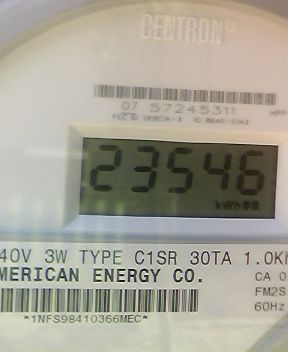 CENTRON®
07 57245311
23546
kWh
40V 3W TYPE C1SR 30TA 1.0Kh
MERICAN ENERGY CO.
CA 0
FM2S
60Hz
*1NFS98410366MEC*